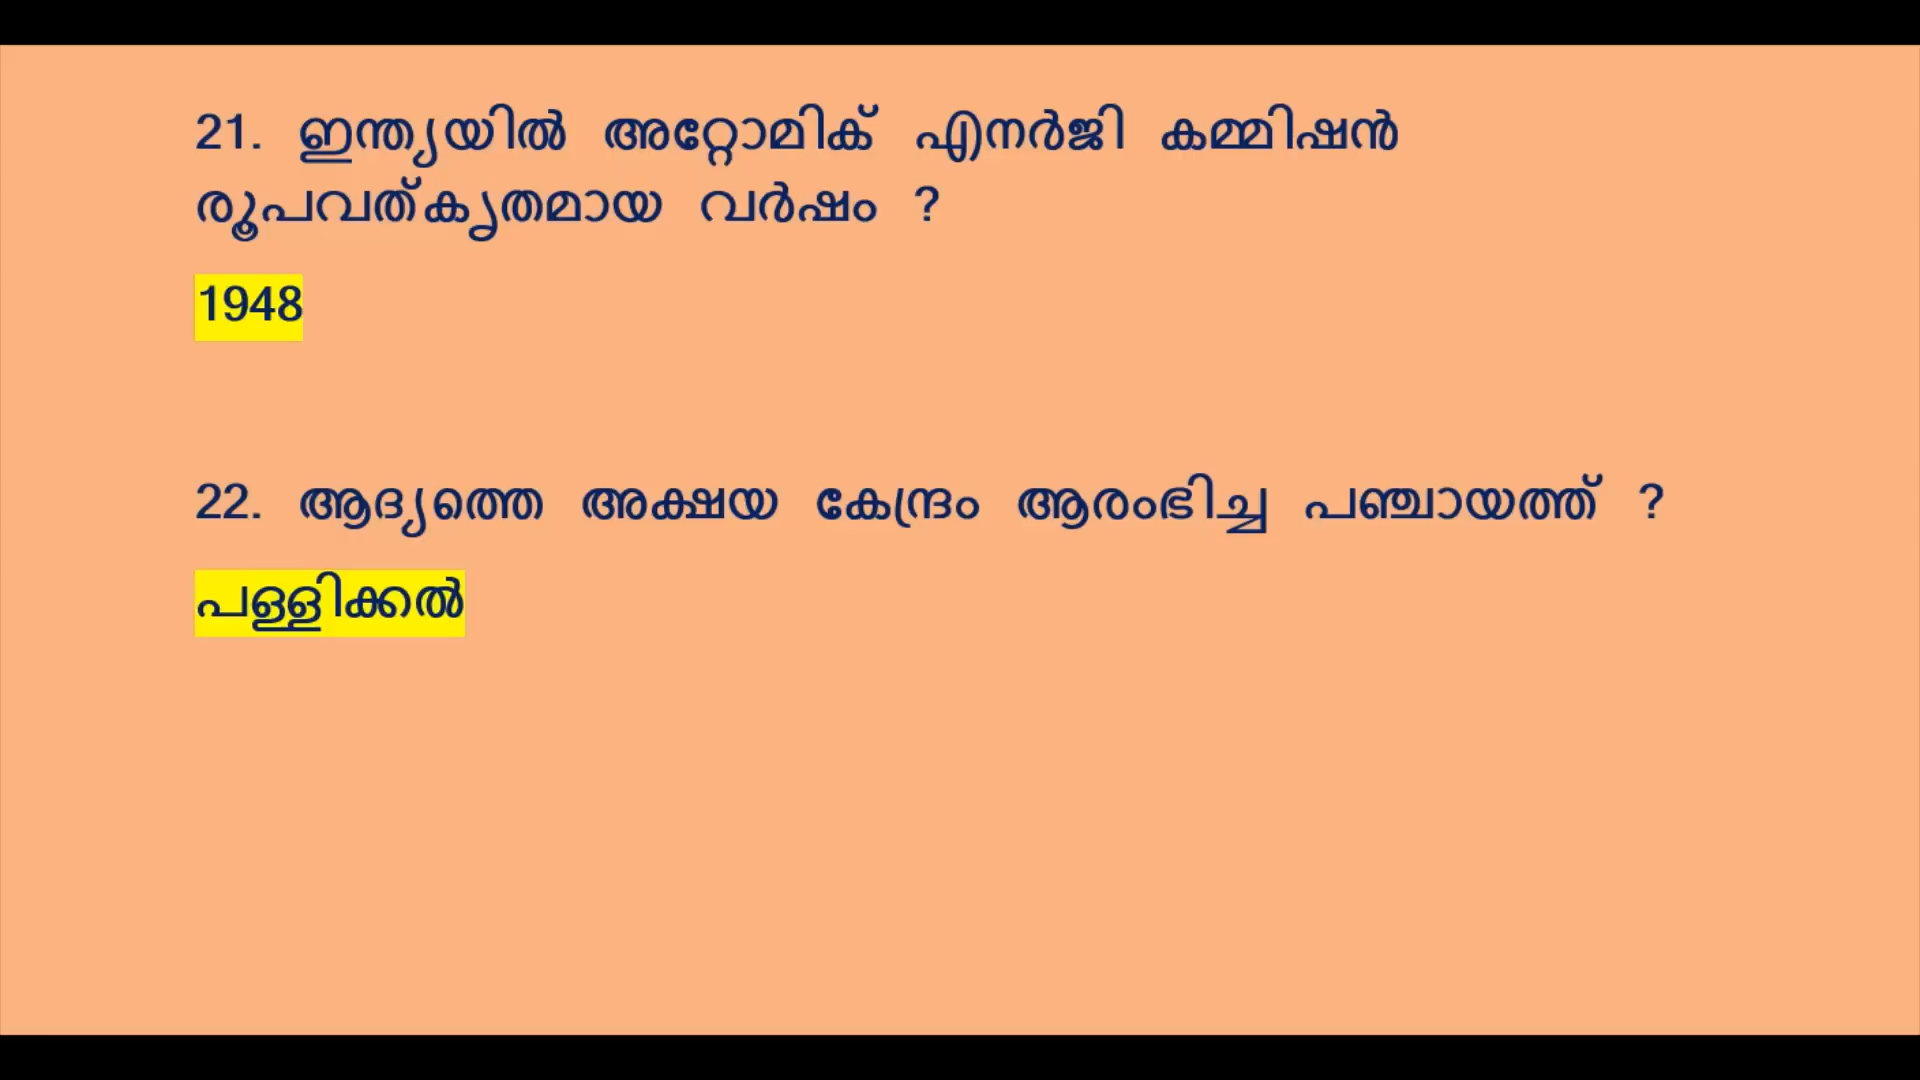 21. ഇന്ത്യയിൽ അറ്റോമിക് എനർജി കമ്മിഷൻ
രൂപവത്കൃതമായ വർഷം ?
1948
22. ആദ്യത്തെ അക്ഷയ കേന്ദ്രം ആരംഭിച്ച പഞ്ചായത്ത് ?
പള്ളിക്കൽ